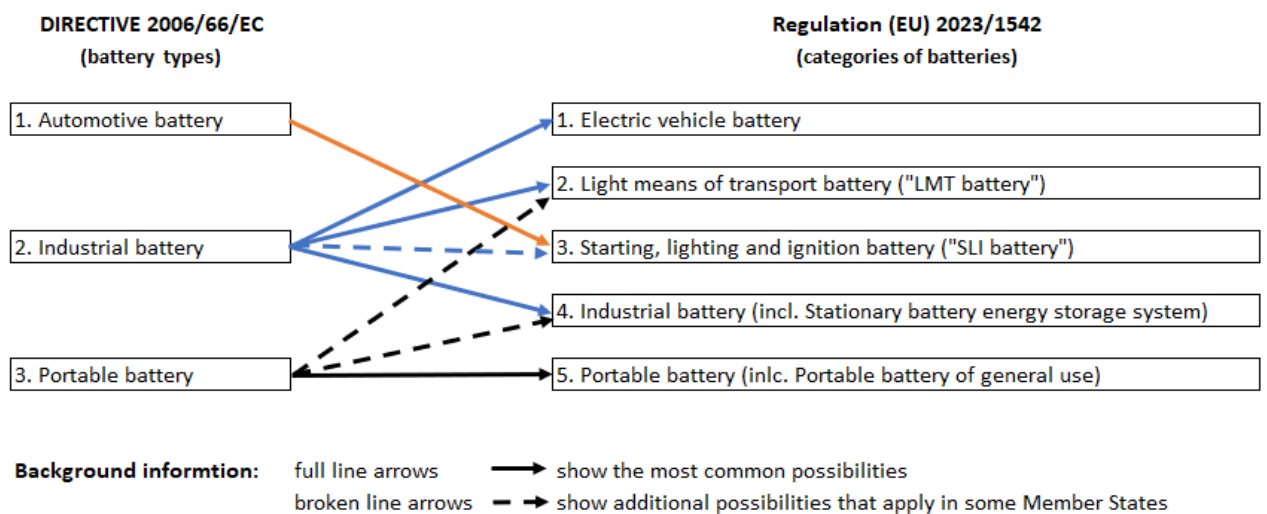 DIRECTIVE 2006/66/EC
(battery types)
Regulation (EU) 2023/1542
(categories of batteries)
1. Automotive battery
2. Industrial battery
3. Portable battery
1. Electric vehicle battery
2. Light means of transport battery ("LMT battery")
3. Starting, lighting and ignition battery ("SLI battery")
4. Industrial battery (incl. Stationary battery energy storage system)
5. Portable battery (inlc. Portable battery of general use)
Background informtion: full line arrows show the most common possibilities
broken line arrows show additional possibilities that apply in some Member States